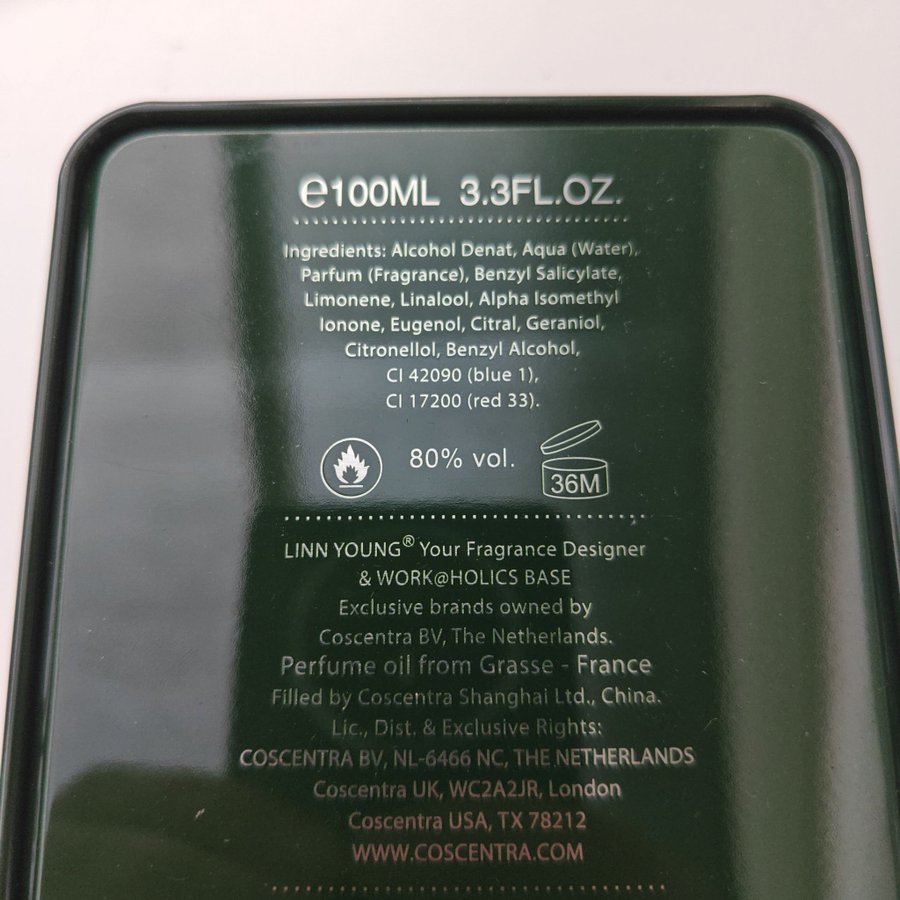 ℮100ML 3.3FL.OZ.
Ingredients: Alcohol Denat, Aqua (Water),
Parfum (Fragrance), Benzyl Salicylate,
Limonene, Linalool, Alpha Isomethyl
Ionone, Eugenol, Citral, Geraniol,
Citronellol, Benzyl Alcohol,
CI 42090 (blue 1),
CI 17200 (red 33).
80% vol. 36M
LINN YOUNG® Your Fragrance Designer
& WORK@HOLICS BASE
Exclusive brands owned by
Coscentra BV, The Netherlands.
Perfume oil from Grasse - France
Filled by Coscentra Shanghai Ltd., China.
Lic., Dist. & Exclusive Rights:
COSCENTRA BV, NL-6466 NC, THE NETHERLANDS
Coscentra UK, WC2A2JR, London
Coscentra USA, TX 78212
WWW.COSCENTRA.COM